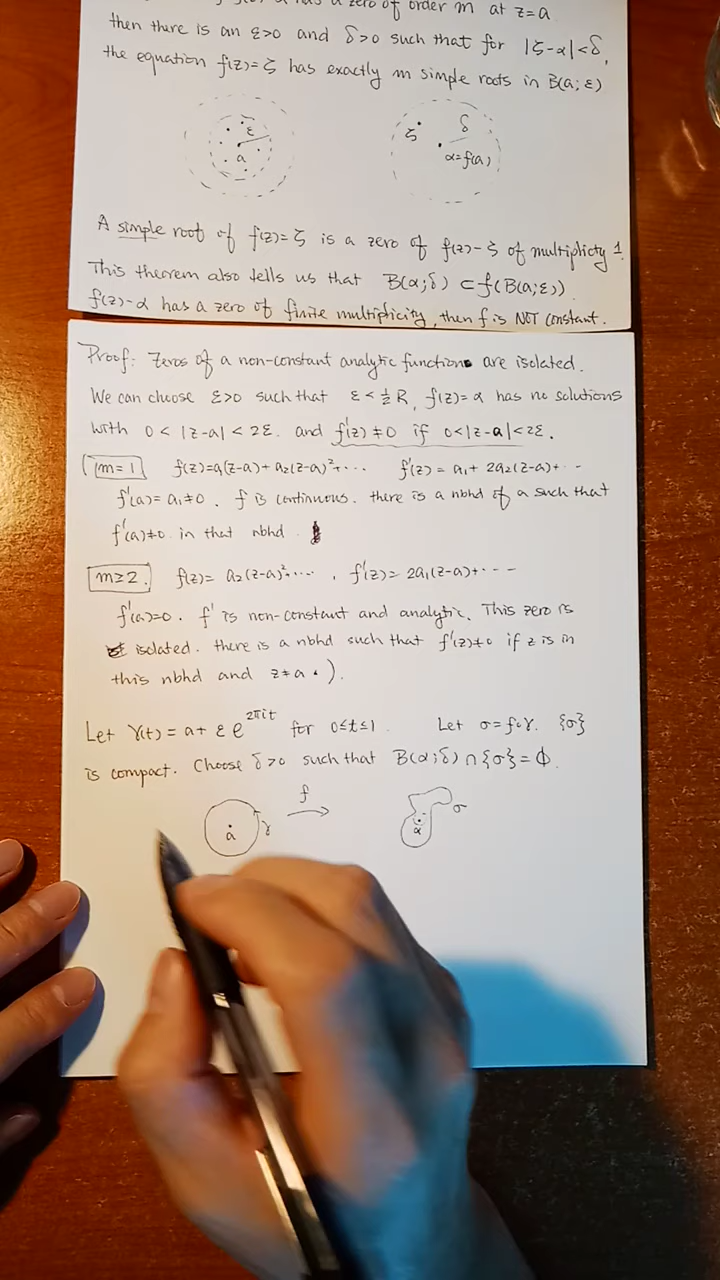 a zero of order m at z=a
then there is an ε>0 and δ>0 such that for |ζ-α|<δ,
the equation f(z)=ζ has exactly m simple roots in B(a;ε)
ε
a
ζ
δ
α=f(a)
A simple root of f(z)=ζ is a zero of f(z)-ζ of multiplicty 1.
This theorem also tells us that B(α;δ) ⊂ f(B(a;ε))
f(z)-α has a zero of finite multiplicity, then f is NOT constant.
Proof: Zeros of a non-constant analytic function are isolated.
We can choose ε>0 such that ε<½R, f(z)=α has no solutions
with 0<|z-a|<2ε. and f'(z)≠0 if 0<|z-a|<2ε.
(m=1 f(z)=a₁(z-a)+a₂(z-a)²+⋯ f'(z)=a₁+2a₂(z-a)+⋯
f'(a)=a₁≠0. f is continuous. there is a nbhd of a such that
f'(a)≠0 in that nbhd
m≥2. f(z)=a₂(z-a)²+⋯, f'(z)=2a₁(z-a)+⋯
f'(a)=0. f' is non-constant and analytic. This zero is
isolated. there is a nbhd such that f'(z)≠0 if z is in
this nbhd and z≠a.)
Let γ(t)=a+εe^{2πit} for 0≤t≤1. Let σ=f∘γ. {σ}
is compact. Choose δ>0 such that B(α;δ)∩{σ}=Φ.
f
a
γ
α
σ